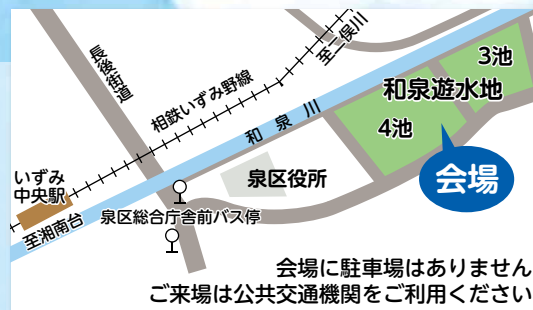 長後街道
相鉄いずみ野線
至二俣川
和泉川
3池
和泉遊水地
4池
会場
いずみ
中央駅
至湘南台
泉区役所
泉区総合庁舎前バス停
会場に駐車場はありません
ご来場は公共交通機関をご利用ください